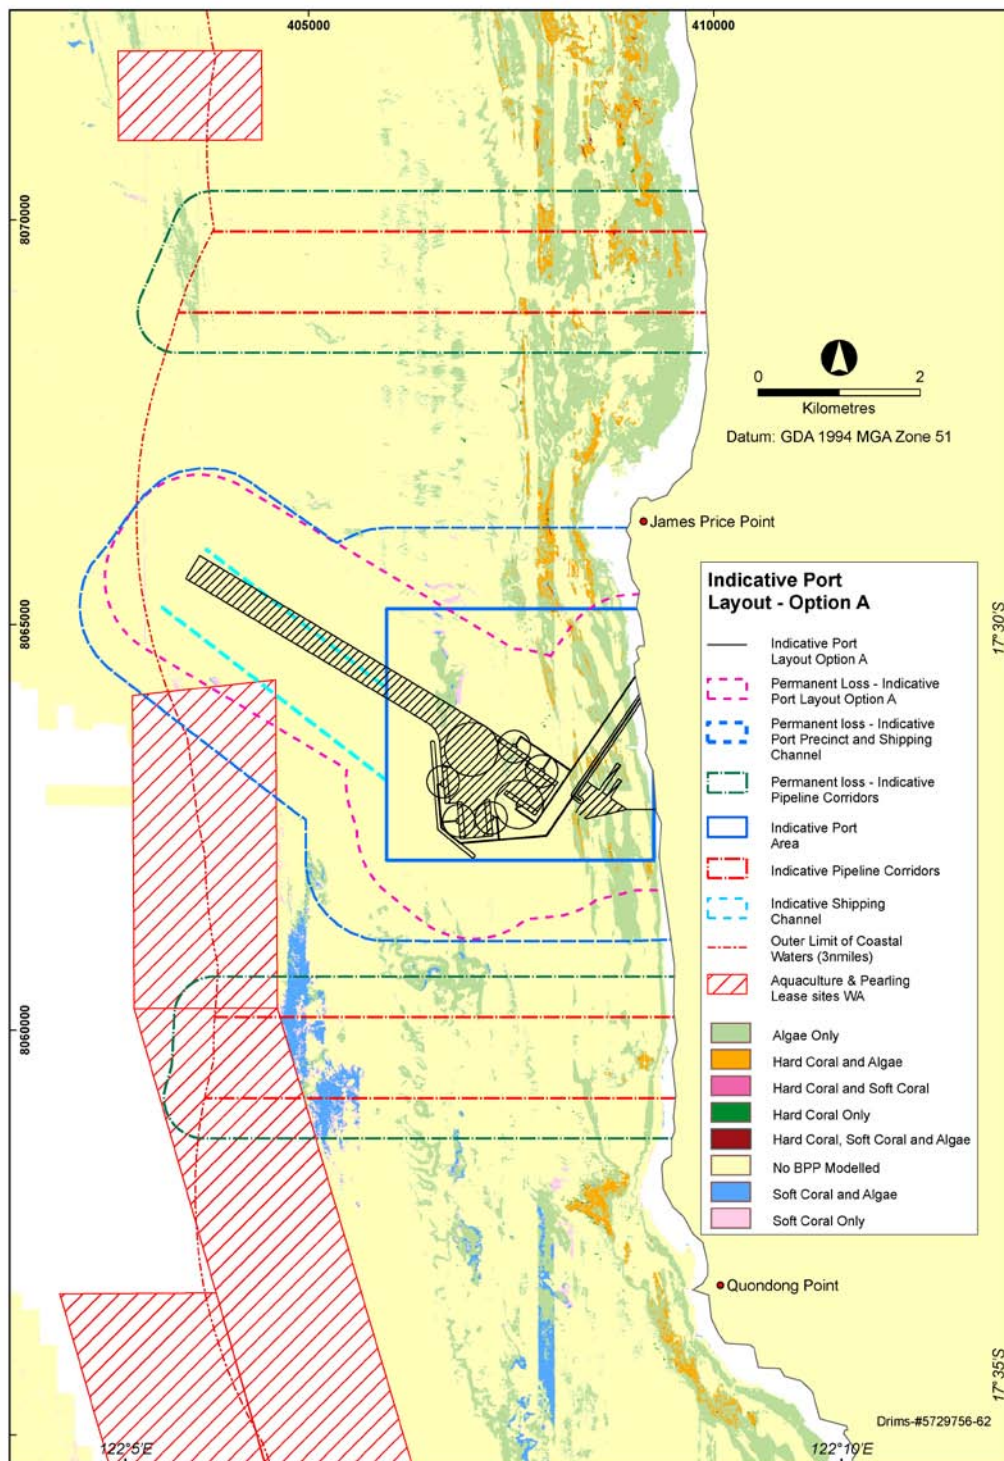 405000
410000
8070000
0
2
Kilometres
Datum: GDA 1994 MGA Zone 51
James Price Point
Indicative Port
Layout - Option A
Indicative Port
Layout Option A
Permanent Loss - Indicative
Port Layout Option A
Permanent loss - Indicative
Port Precinct and Shipping
Channel
Permanent loss - Indicative
Pipeline Corridors
Indicative Port
Area
Indicative Pipeline Corridors
Indicative Shipping
Channel
Outer Limit of Coastal
Waters (3nmiles)
Aquaculture & Pearling
Lease sites WA
Algae Only
Hard Coral and Algae
Hard Coral and Soft Coral
Hard Coral Only
Hard Coral, Soft Coral and Algae
No BPP Modelled
Soft Coral and Algae
Soft Coral Only
8065000
17°30'S
8060000
Quondong Point
17°35'S
Drims-#5729756-62
122°5'E
122°10'E